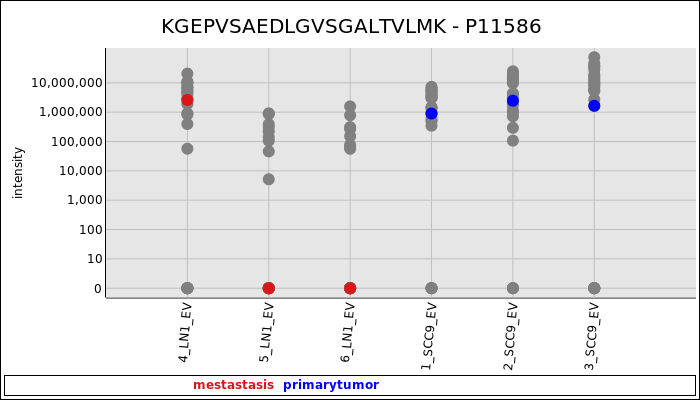 KGEPVSAEDLGVSGALTVLMK - P11586
intensity
10,000,000
1,000,000
100,000
10,000
1,000
100
10
0
4_LN1_EV
5_LN1_EV
6_LN1_EV
1_SCC9_EV
2_SCC9_EV
3_SCC9_EV
mestastasis primarytumor